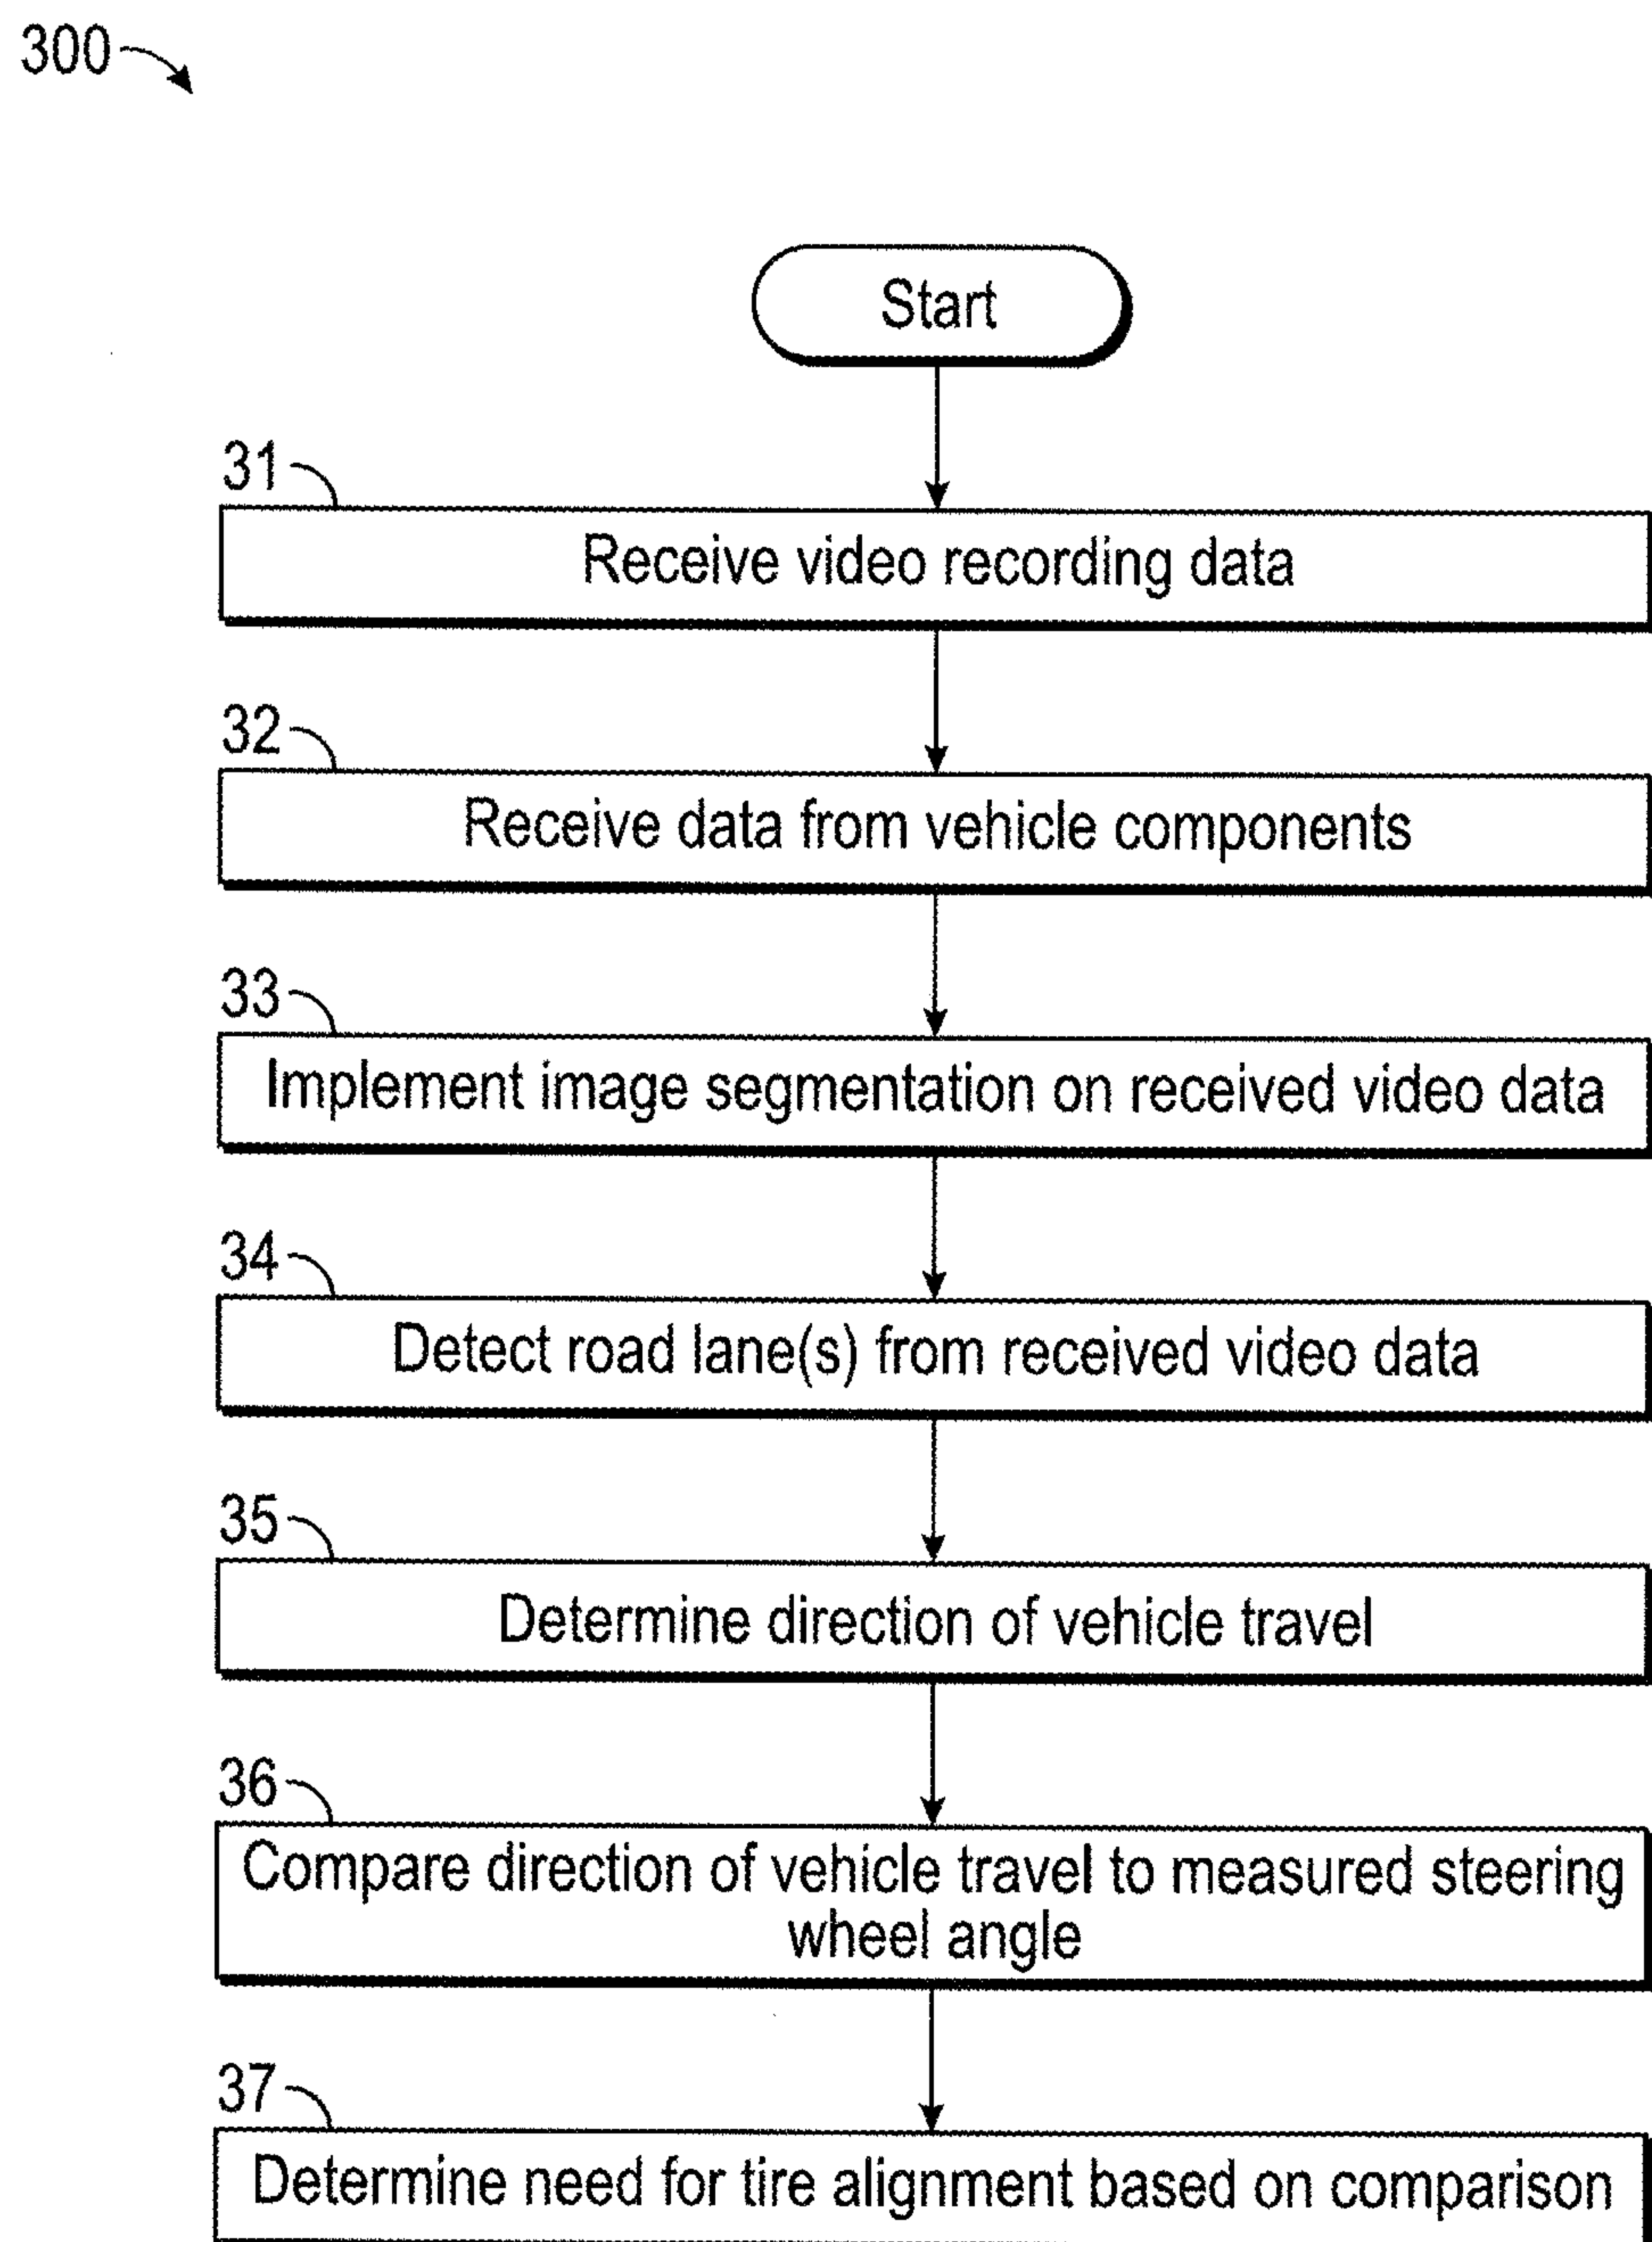 300
Start
31
Receive video recording data
32
Receive data from vehicle components
33
Implement image segmentation on received video data
34
Detect road lane(s) from received video data
35
Determine direction of vehicle travel
36
Compare direction of vehicle travel to measured steering
wheel angle
37
Determine need for tire alignment based on comparison